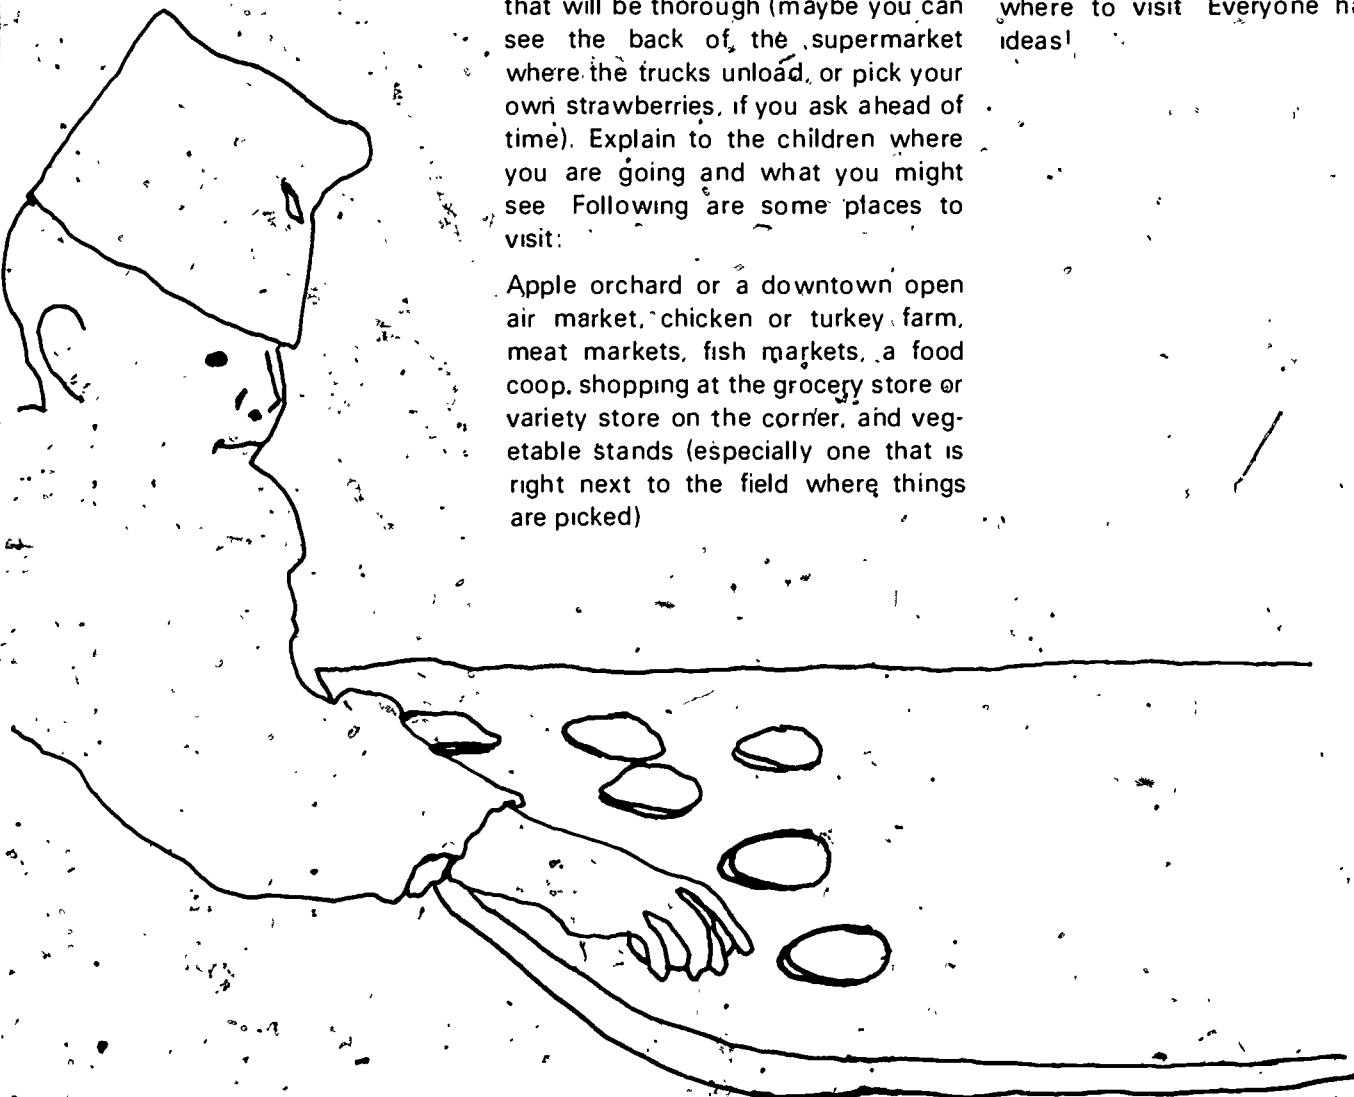 that will be thorough (maybe you can
see the back of the supermarket
where the trucks unload, or pick your
own strawberries, if you ask ahead of
time). Explain to the children where
you are going and what you might
see Following are some places to
visit:
Apple orchard or a downtown open
air market, chicken or turkey farm,
meat markets, fish markets, a food
coop, shopping at the grocery store or
variety store on the corner, and veg-
etable stands (especially one that is
right next to the field where things
are picked)
where to visit Everyone
ideas!